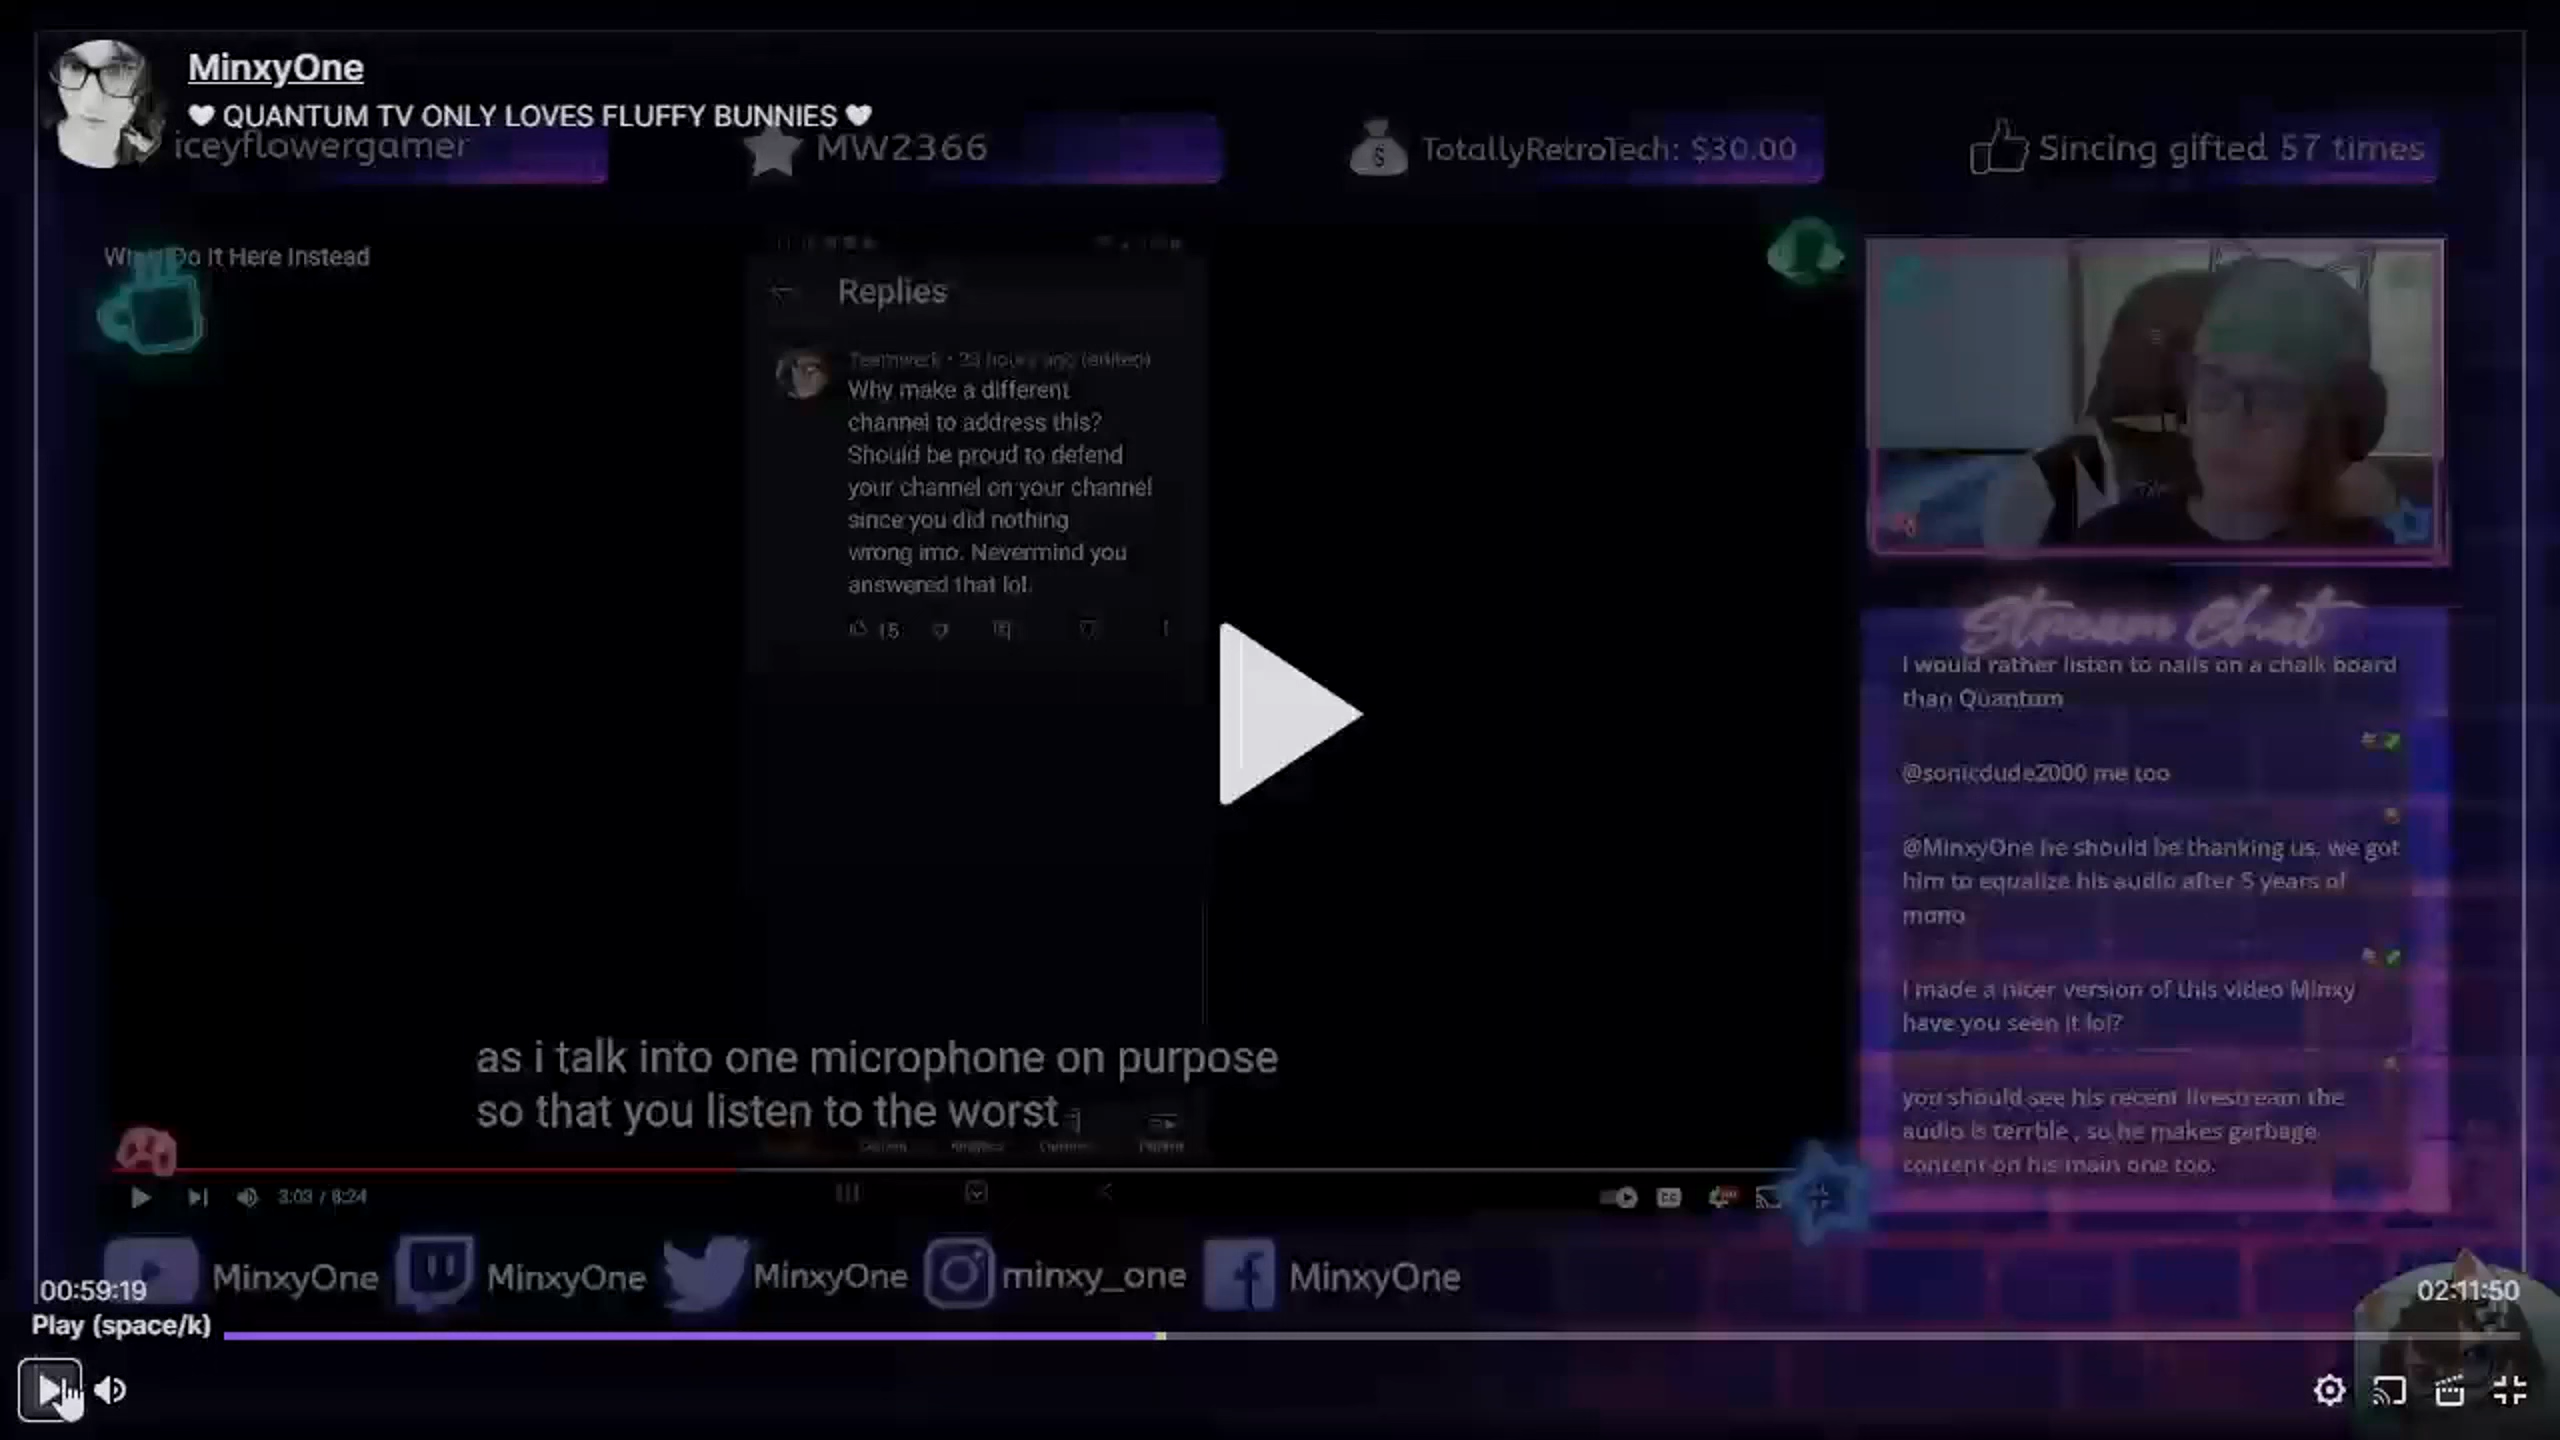 MinxyOne
QUANTUM TV ONLY LOVES FLUFFY BUNNIES
iceyflowergamer
MW2366
TotallyRetroTech: $30.00
Sincing gifted 57 times
Do It Here Instead
Replies
Teamwerk • 23 hours ago (edited)
Why make a different
channel to address this?
Should be proud to defend
your channel on your channel
since you did nothing
wrong imo. Nevermind you
answered that lol.
15
as i talk into one microphone on purpose
so that you listen to the worst
3:03 / 8:24
Stream Chat
I would rather listen to nails on a chalk board
than Quantum
@sonicdude2000 me too
@MinxyOne he should be thanking us. we got
him to equalize his audio after 5 years of
mono
I made a nicer version of this video Minxy
have you seen it lol?
you should see his recent livestream the
audio is terrble , so he makes garbage
content on his main one too.
MinxyOne
MinxyOne
MinxyOne
minxy_one
MinxyOne
00:59:19
02:11:50
Play (space/k)